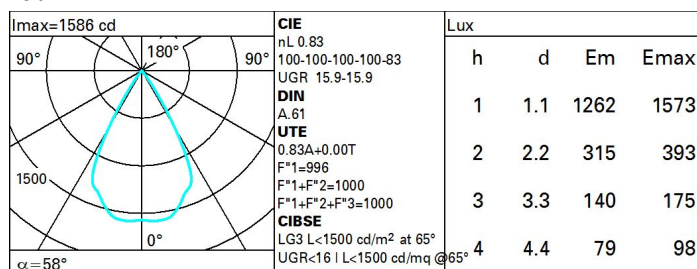 Imax=1586 cd
90° 180° 90°
1500
0°
α=58°
CIE
nL 0.83
100-100-100-100-83
UGR 15.9-15.9
DIN
A.61
UTE
0.83A+0.00T
F"1=996
F"1+F"2=1000
F"1+F"2+F"3=1000
CIBSE
LG3 L<1500 cd/m² at 65°
UGR<16 | L<1500 cd/mq @65°
Lux
h d Em Emax
1 1.1 1262 1573
2 2.2 315 393
3 3.3 140 175
4 4.4 79 98